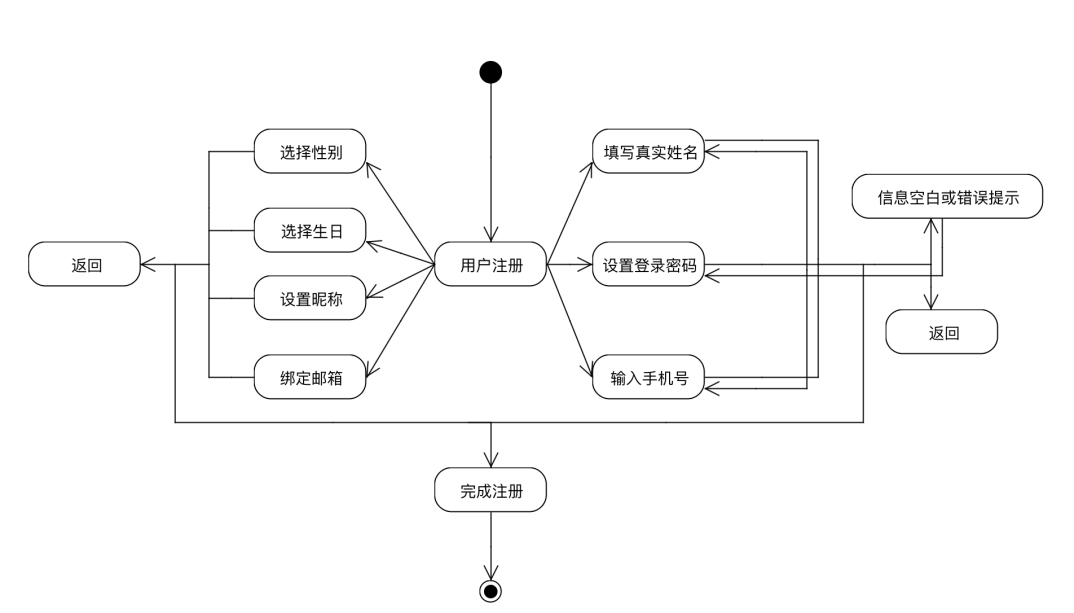 选择性别
填写真实姓名
信息空白或错误提示
选择生日
返回
用户注册
设置登录密码
设置昵称
返回
绑定邮箱
输入手机号
完成注册